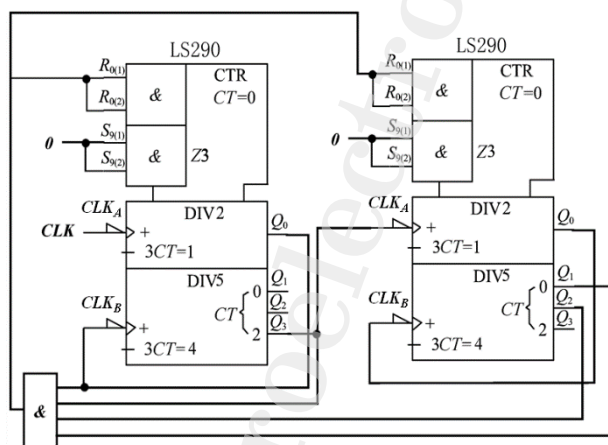 LS290
R0(1)
R0(2)
&
CTR
CT=0
0
S9(1)
S9(2)
&
Z3
CLKA
CLK
+
DIV2
3CT=1
Q0
DIV5
CLKB
+
CT
0
2
3CT=4
Q1
Q2
Q3
LS290
R0(1)
R0(2)
&
CTR
CT=0
0
S9(1)
S9(2)
&
Z3
CLKA
+
DIV2
3CT=1
Q0
DIV5
CLKB
+
CT
0
2
3CT=4
Q1
Q2
Q3
&